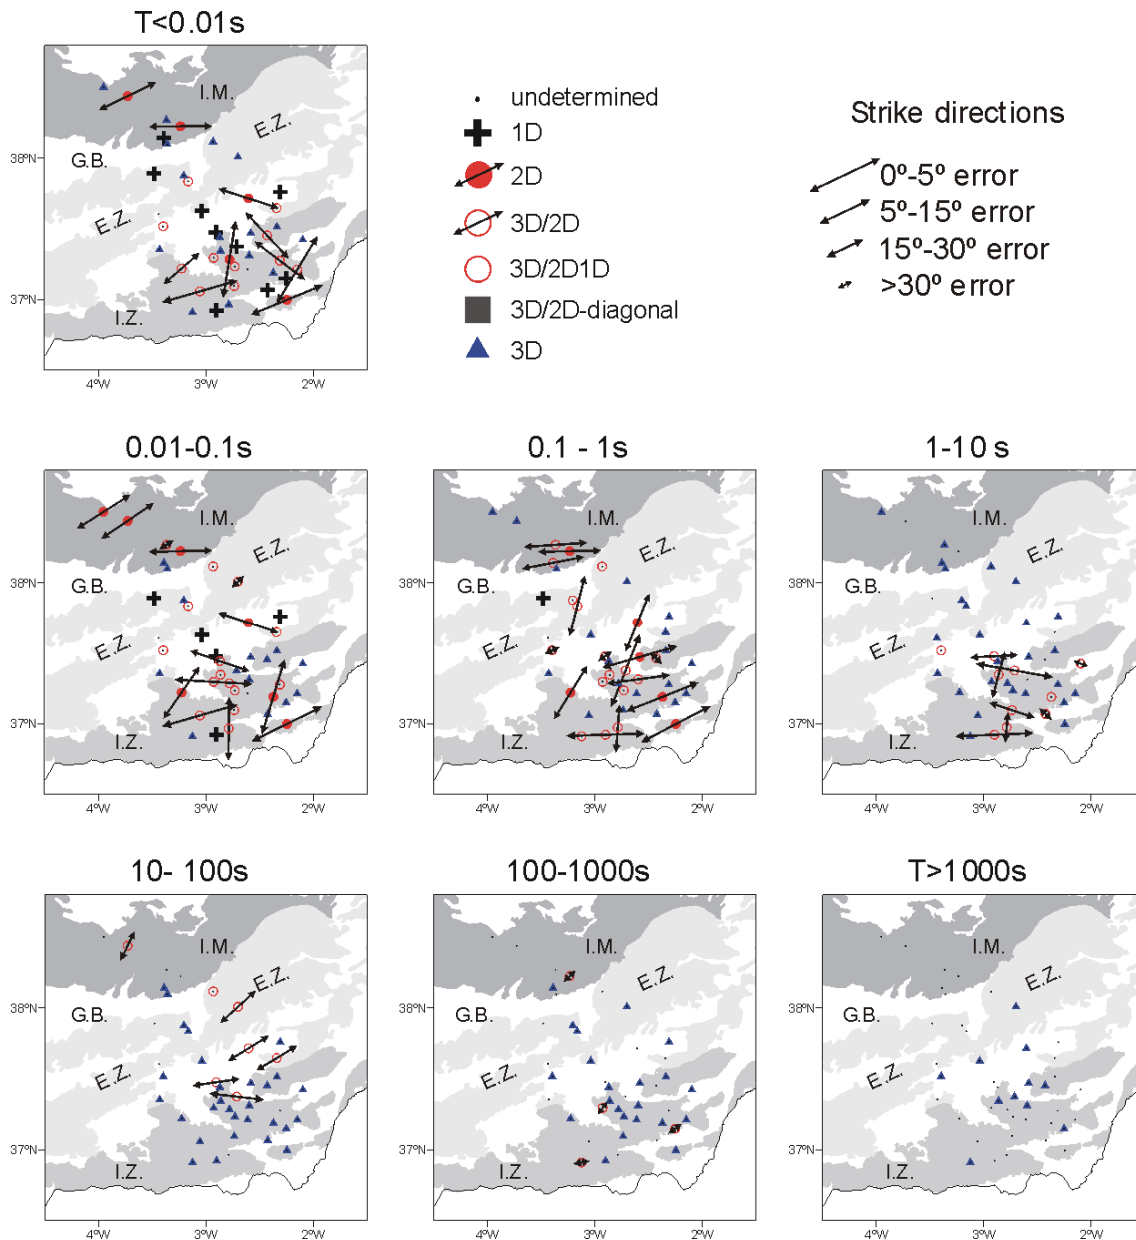 T<0.01s
I.M.
E.Z.
G.B.
E.Z.
I.Z.
38ºN
37ºN
4ºW
3ºW
2ºW
undetermined
1D
2D
3D/2D
3D/2D1D
3D/2D-diagonal
3D
Strike directions
0º-5º error
5º-15º error
15º-30º error
>30º error
0.01-0.1s
I.M.
E.Z.
G.B.
E.Z.
I.Z.
38ºN
37ºN
4ºW
3ºW
2ºW
0.1 - 1s
I.M.
E.Z.
G.B.
E.Z.
I.Z.
38ºN
37ºN
4ºW
3ºW
2ºW
1-10 s
I.M.
E.Z.
G.B.
E.Z.
I.Z.
38ºN
37ºN
4ºW
3ºW
2ºW
10- 100s
I.M.
E.Z.
G.B.
E.Z.
I.Z.
38ºN
37ºN
4ºW
3ºW
2ºW
100-1000s
I.M.
E.Z.
G.B.
E.Z.
I.Z.
38ºN
37ºN
4ºW
3ºW
2ºW
T>1000s
I.M.
E.Z.
G.B.
E.Z.
I.Z.
38ºN
37ºN
4ºW
3ºW
2ºW